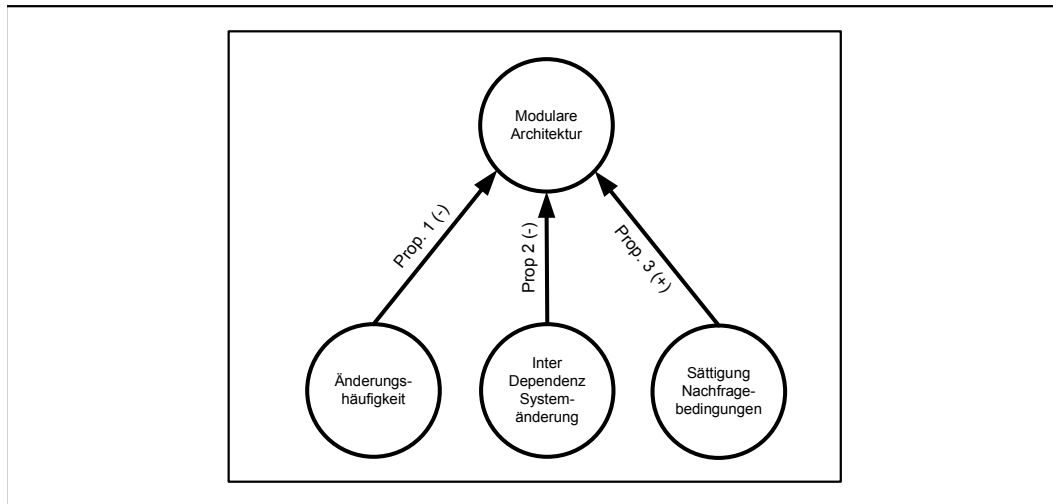 Modulare
Architektur
Prop. 1 (-)
Prop 2 (-)
Prop. 3 (+)
Änderungs-
häufigkeit
Inter
Dependenz
System-
änderung
Sättigung
Nachfrage-
bedingungen